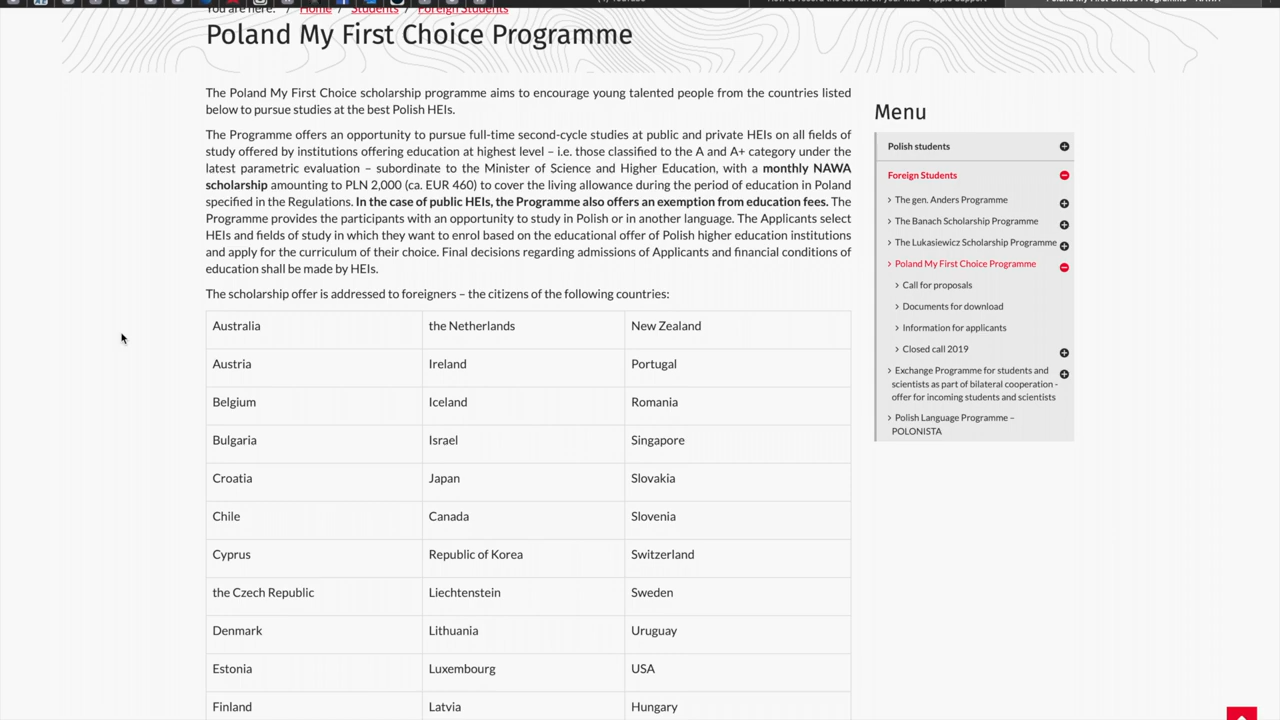 You are here: / Home / Students / Foreign Students
Poland My First Choice Programme
The Poland My First Choice scholarship programme aims to encourage young talented people from the countries listed
below to pursue studies at the best Polish HEIs.
The Programme offers an opportunity to pursue full-time second-cycle studies at public and private HEIs on all fields of
study offered by institutions offering education at highest level – i.e. those classified to the A and A+ category under the
latest parametric evaluation – subordinate to the Minister of Science and Higher Education, with a monthly NAWA
scholarship amounting to PLN 2,000 (ca. EUR 460) to cover the living allowance during the period of education in Poland
specified in the Regulations. In the case of public HEIs, the Programme also offers an exemption from education fees. The
Programme provides the participants with an opportunity to study in Polish or in another language. The Applicants select
HEIs and fields of study in which they want to enrol based on the educational offer of Polish higher education institutions
and apply for the curriculum of their choice. Final decisions regarding admissions of Applicants and financial conditions of
education shall be made by HEIs.
The scholarship offer is addressed to foreigners – the citizens of the following countries:
Australia the Netherlands New Zealand
Austria Ireland Portugal
Belgium Iceland Romania
Bulgaria Israel Singapore
Croatia Japan Slovakia
Chile Canada Slovenia
Cyprus Republic of Korea Switzerland
the Czech Republic Liechtenstein Sweden
Denmark Lithuania Uruguay
Estonia Luxembourg USA
Finland Latvia Hungary
Menu
Polish students
Foreign Students
The gen. Anders Programme
The Banach Scholarship Programme
The Lukasiewicz Scholarship Programme
Poland My First Choice Programme
Call for proposals
Documents for download
Information for applicants
Closed call 2019
Exchange Programme for students and
scientists as part of bilateral cooperation -
offer for incoming students and scientists
Polish Language Programme –
POLONISTA